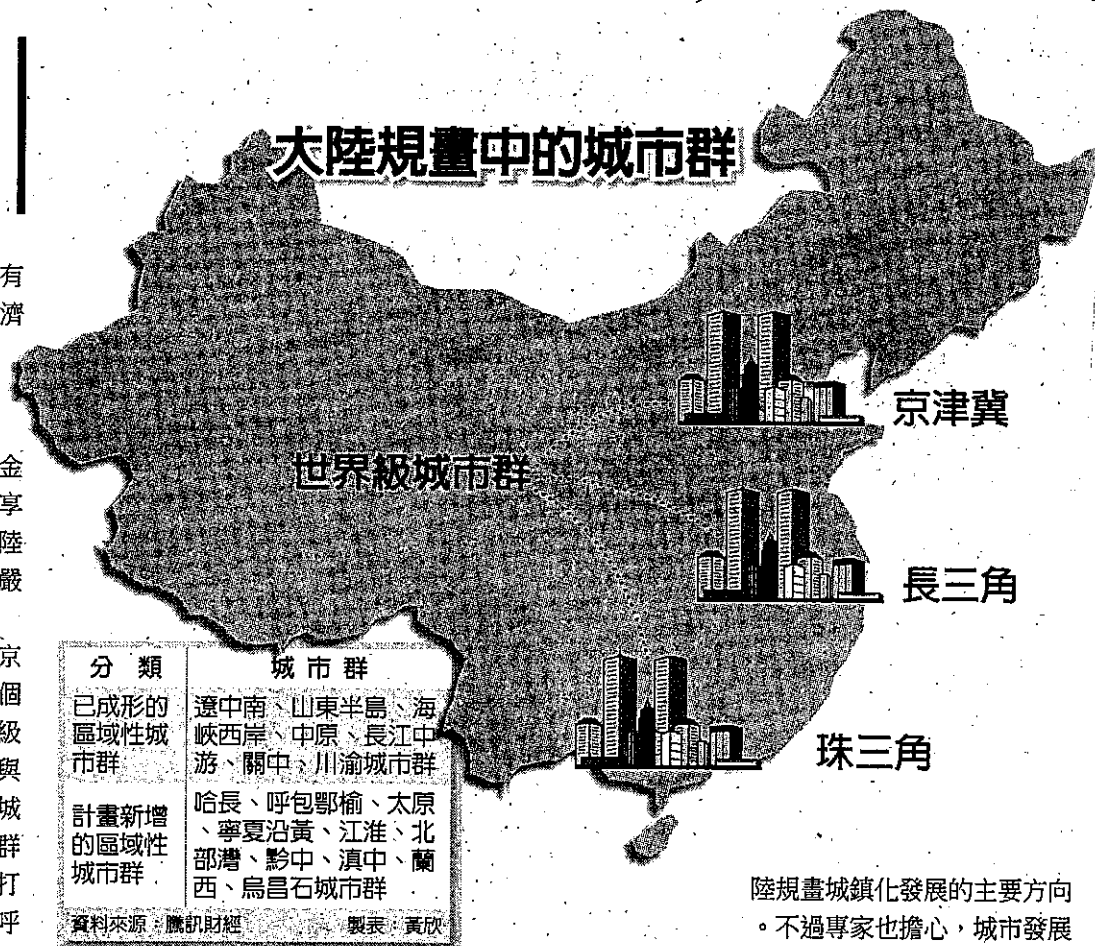 大陸規畫中的城市群
世界級城市群
京津冀
長三角
珠三角
分類 城市群
已成形的區域性城市群
遼中南、山東半島、海
峽西岸、中原、長江中
游、關中、川渝城市群
計畫新增的區域性城市群
哈長、呼包鄂榆、太原
、寧夏沿黃、江淮、北
部灣、黔中、滇中、蘭
西、烏昌石城市群
資料來源：騰訊財經 製表：黃欣
有
濟
金
享
陸
嚴
京
個
級
與
城
群
打
呼
陸規畫城鎮化發展的主要方向
。不過專家也擔心，城市發展